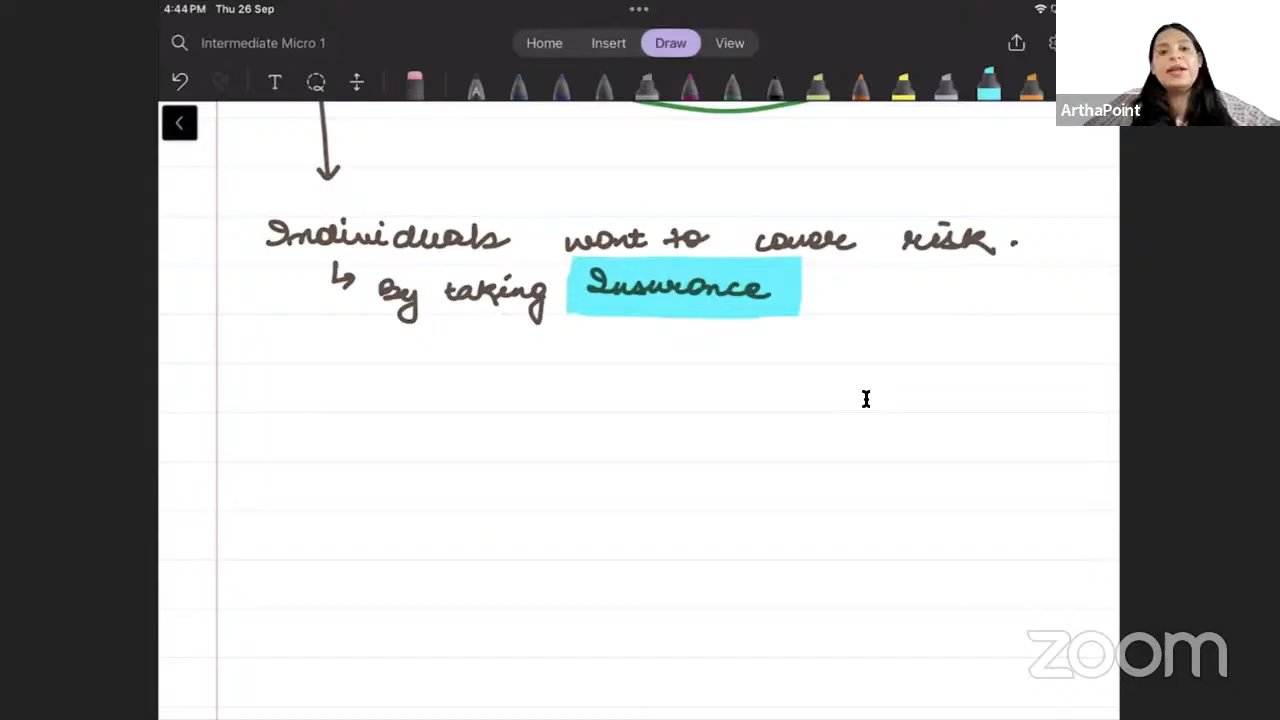 4:44 PM Thu 26 Sep
Intermediate Micro 1
Home Insert Draw View
ArthaPoint
Individuals want to cover risk.
↳ By taking Insurance
zoom